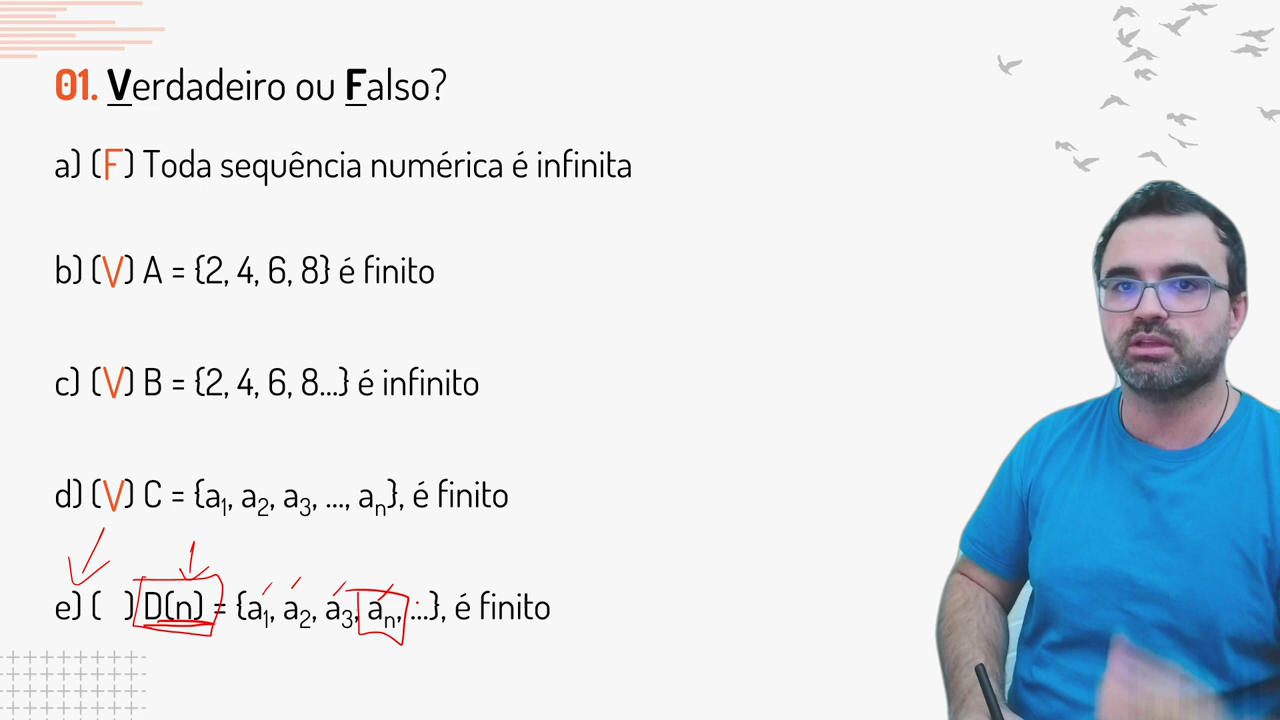 01. Verdadeiro ou Falso?
a) (F) Toda sequência numérica é infinita
b) (V) A = {2, 4, 6, 8} é finito
c) (V) B = {2, 4, 6, 8...} é infinito
d) (V) C = {a₁, a₂, a₃, ..., aₙ}, é finito
e) ( ) D(n) = {a₁, a₂, a₃, aₙ, ...}, é finito